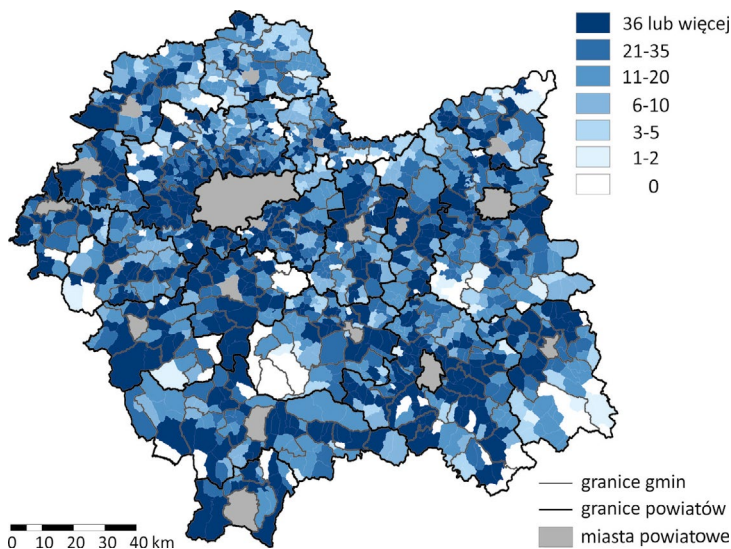 36 lub więcej
21-35
11-20
6-10
3-5
1-2
0
granice gmin
granice powiatów
miasta powiatowe
0 10 20 30 40 km